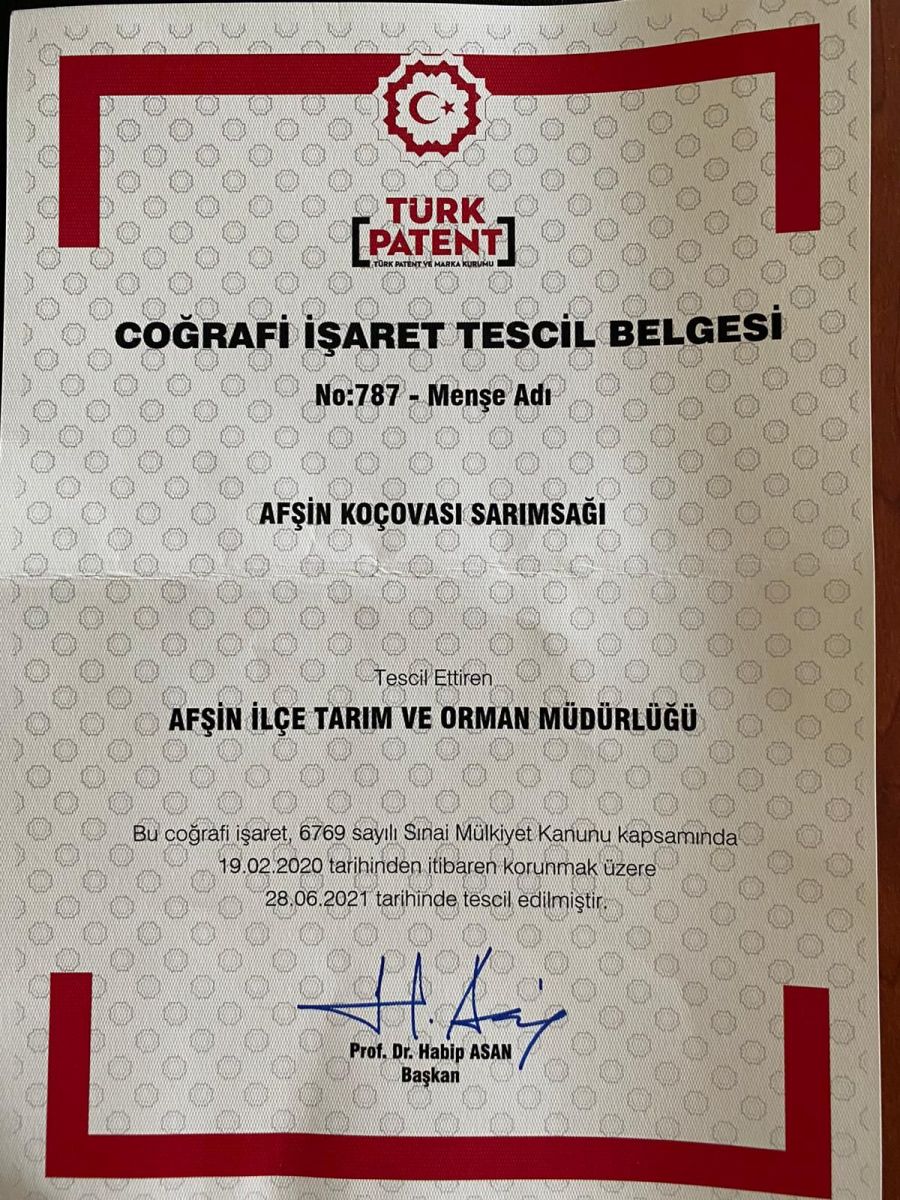 TÜRK
PATENT
TÜRK PATENT VE MARKA KURUMU
COĞRAFİ İŞARET TESCİL BELGESİ
No:787 - Menşe Adı
AFŞİN KOÇOVASI SARIMSAĞI
Tescil Ettiren
AFŞİN İLÇE TARIM VE ORMAN MÜDÜRLÜĞÜ
Bu coğrafi işaret, 6769 sayılı Sınai Mülkiyet Kanunu kapsamında
19.02.2020 tarihinden itibaren korunmak üzere
28.06.2021 tarihinde tescil edilmiştir.
H. Asan
Prof. Dr. Habip ASAN
Başkan